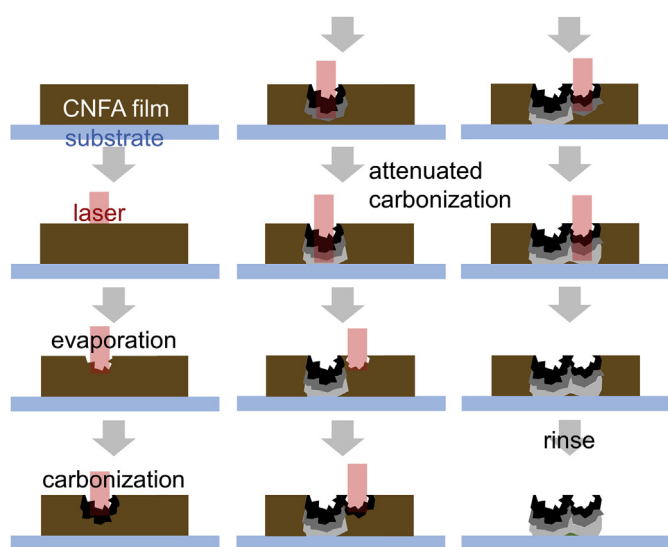 CNFA film
substrate
laser
evaporation
carbonization
attenuated
carbonization
rinse